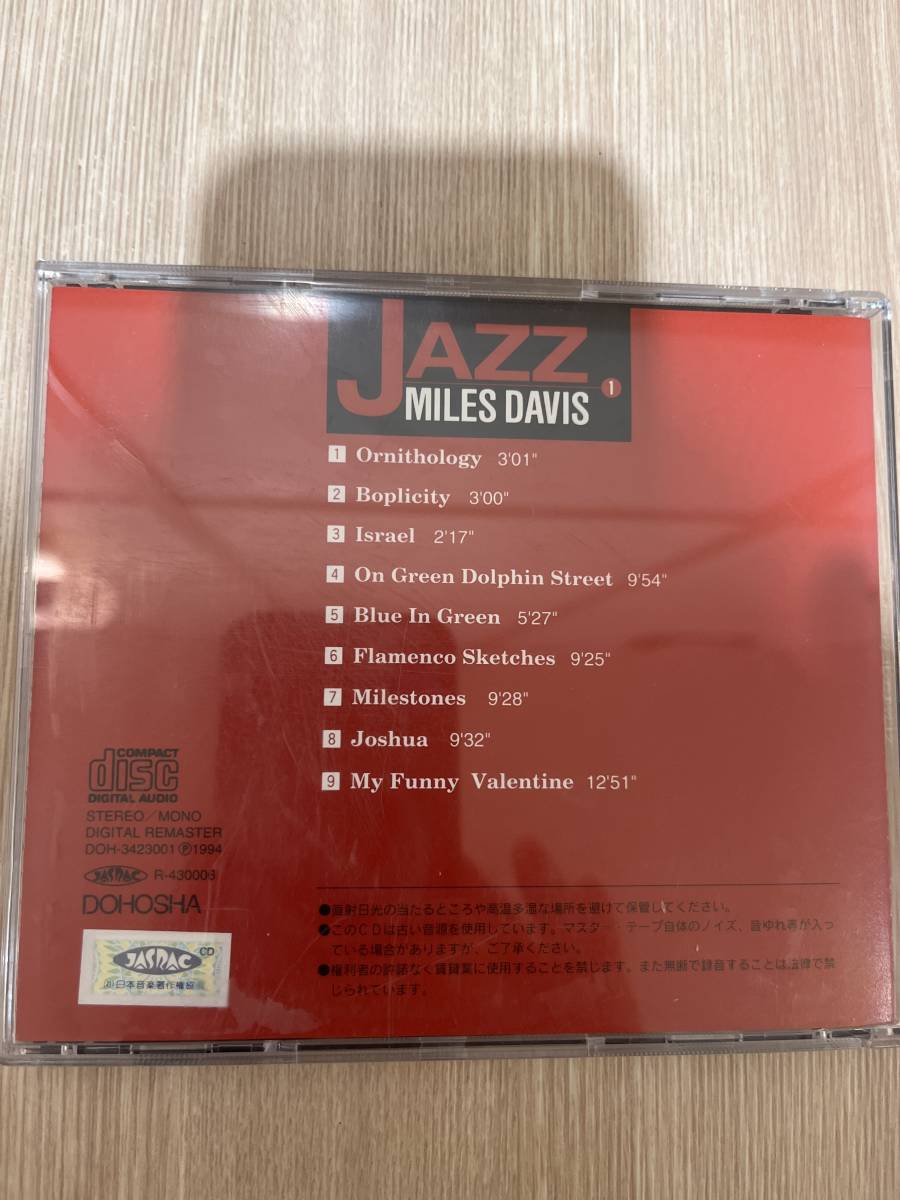 JAZZ
1
MILES DAVIS
1 Ornithology 3'01"
2 Boplicity 3'00"
3 Israel 2'17"
4 On Green Dolphin Street 9'54"
5 Blue In Green 5'27"
6 Flamenco Sketches 9'25"
7 Milestones 9'28"
8 Joshua 9'32"
9 My Funny Valentine 12'51"
COMPACT
disc
DIGITAL AUDIO
STEREO/MONO
DIGITAL REMASTER
DOH-3423001 Ⓟ1994
JASRAC R-430006
DOHOSHA
CD
JASRAC
日本音楽著作権協
●直射日光の当たるところや高温多湿な場所を避けて保管してください。
●このCDは古い音源を使用しています。マスター・テープ自体のノイズ、音ゆれ等が入っ
ている場合がありますが、ご了承ください。
●権利者の許諾なく賃貸業に使用することを禁じます。また無断で録音することは法律で禁
じられています。